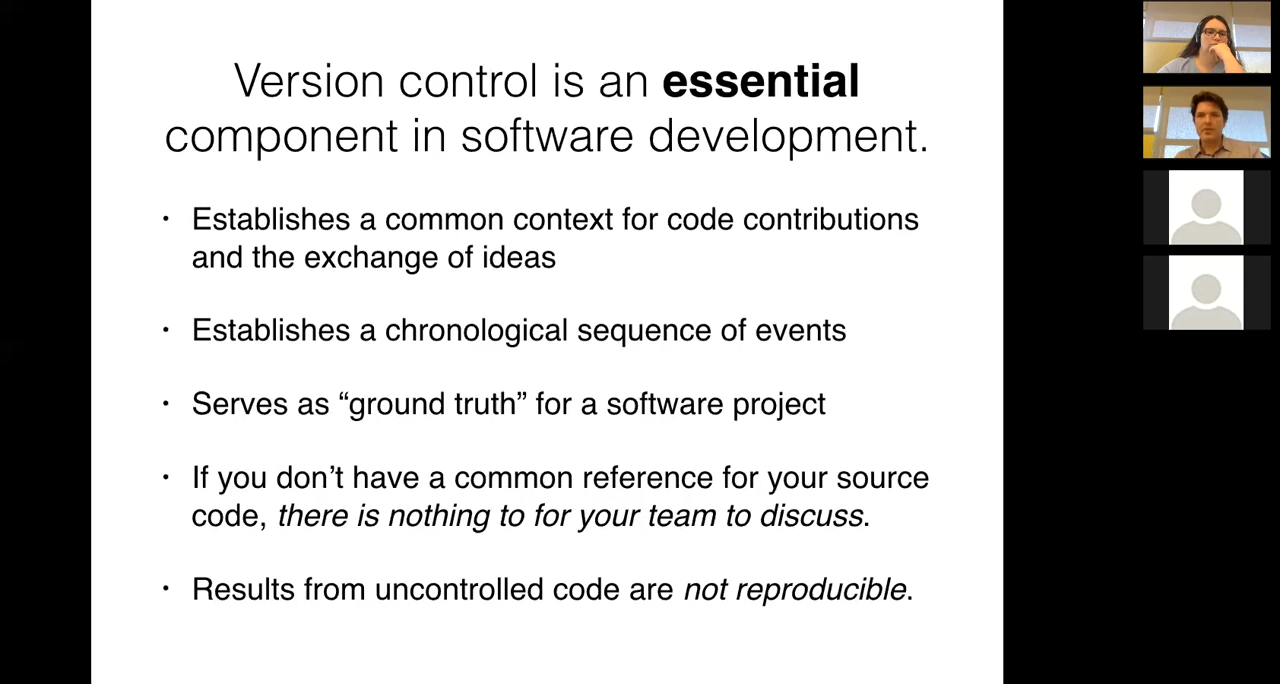 Version control is an essential
component in software development.
• Establishes a common context for code contributions
and the exchange of ideas
• Establishes a chronological sequence of events
• Serves as “ground truth” for a software project
• If you don’t have a common reference for your source
code, there is nothing to for your team to discuss.
• Results from uncontrolled code are not reproducible.